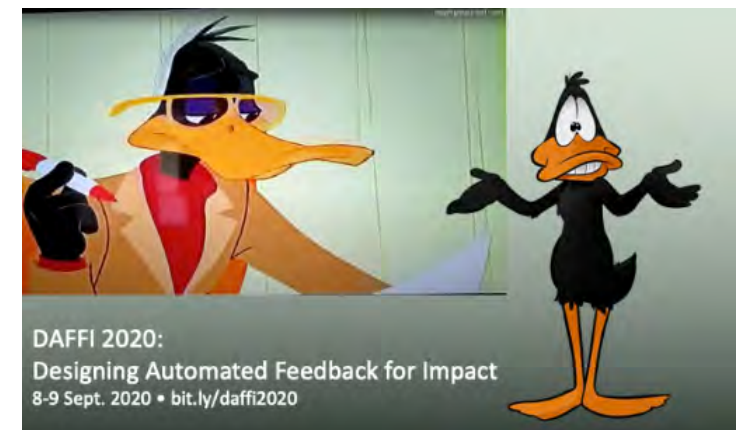 DAFFI 2020:
Designing Automated Feedback for Impact
8-9 Sept. 2020 • bit.ly/daffi2020